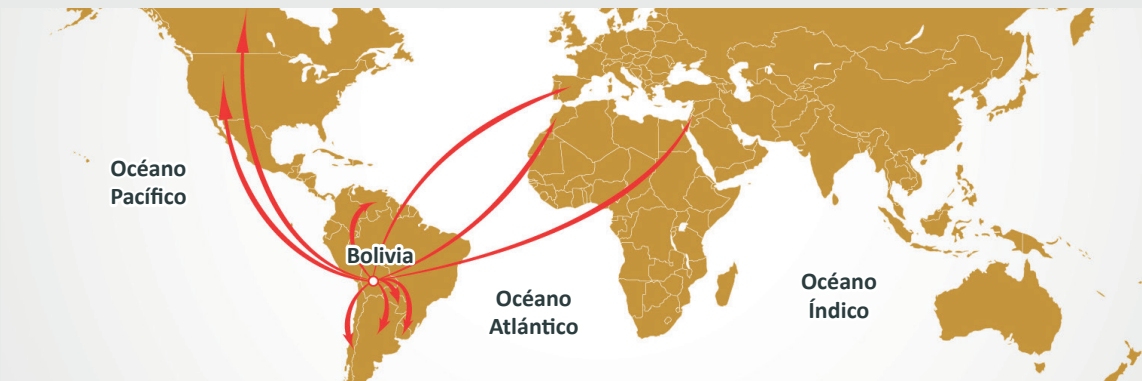 Océano
Pacífico
Bolivia
Océano
Atlántico
Océano
Índico